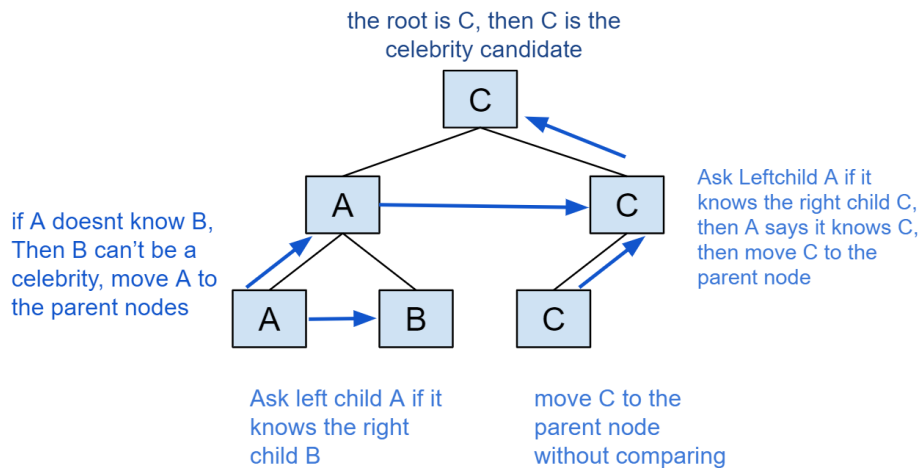 the root is C, then C is the
celebrity candidate
C
A
C
Ask Leftchild A if it
knows the right child C,
then A says it knows C,
then move C to the
parent node
if A doesnt know B,
Then B can't be a
celebrity, move A to
the parent nodes
A
B
C
Ask left child A if it
knows the right
child B
move C to the
parent node
without comparing